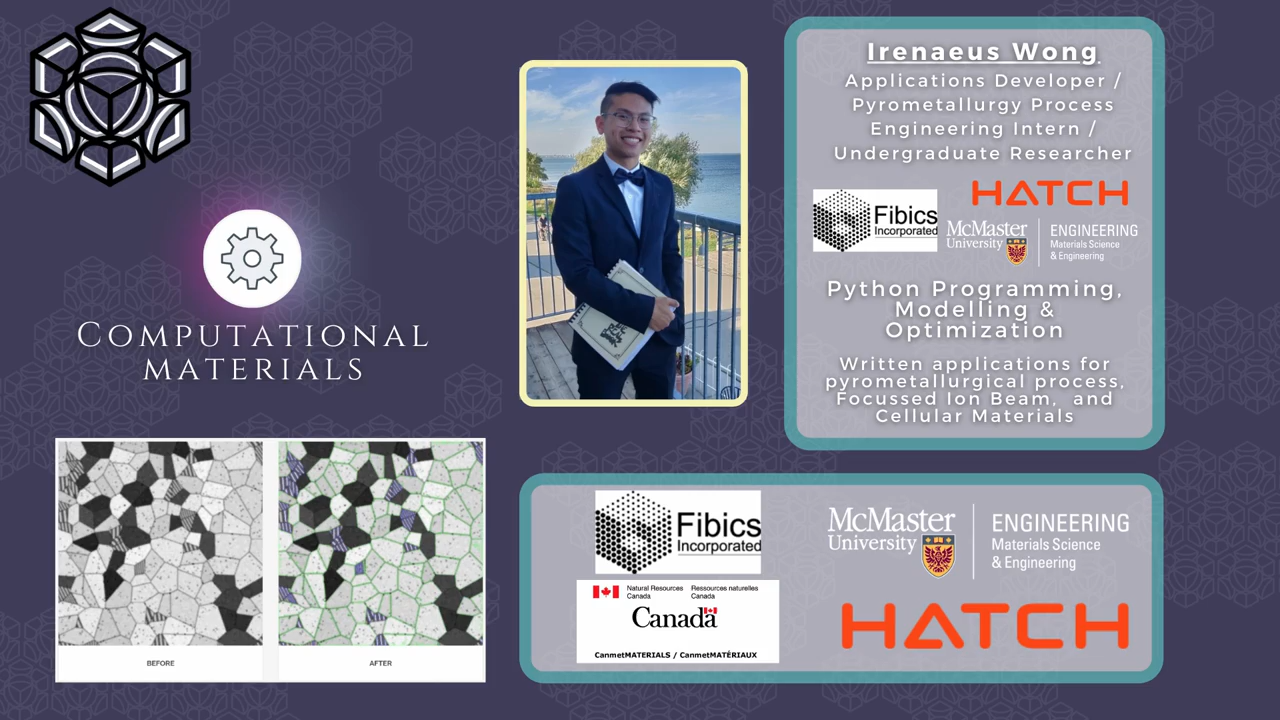 COMPUTATIONAL
MATERIALS
BEFORE
AFTER
Irenaeus Wong
Applications Developer /
Pyrometallurgy Process
Engineering Intern /
Undergraduate Researcher
HATCH
Fibics
Incorporated
McMaster
University
ENGINEERING
Materials Science
& Engineering
Python Programming,
Modelling &
Optimization
Written applications for
pyrometallurgical process,
Focussed Ion Beam, and
Cellular Materials
Fibics
Incorporated
McMaster
University
ENGINEERING
Materials Science
& Engineering
Natural Resources
Canada
Ressources naturelles
Canada
Canada
CanmetMATERIALS / CanmetMATÉRIAUX
HATCH